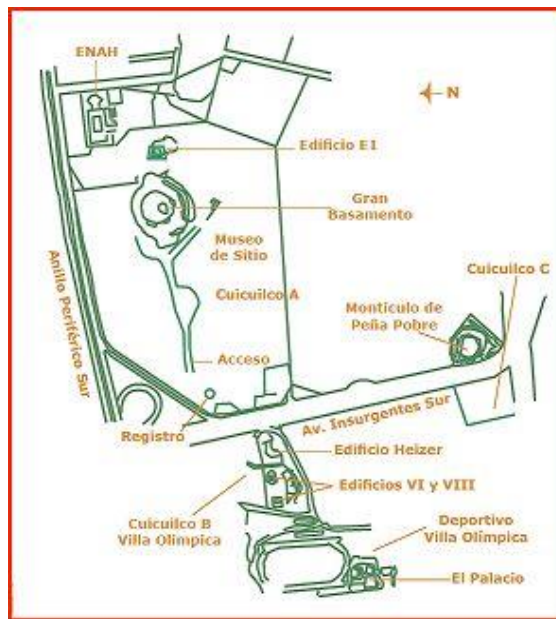 ENAH
N
Edificio E I
Gran
Basamento
Museo
de Sitio
Cuicuilco C
Cuicuilco A
Montículo de
Peña Pobre
Anillo Periférico Sur
Acceso
Av. Insurgentes Sur
Registro
Edificio Heizer
Edificios VI y VIII
Cuicuilco B
Villa Olímpica
Deportivo
Villa Olímpica
El Palacio